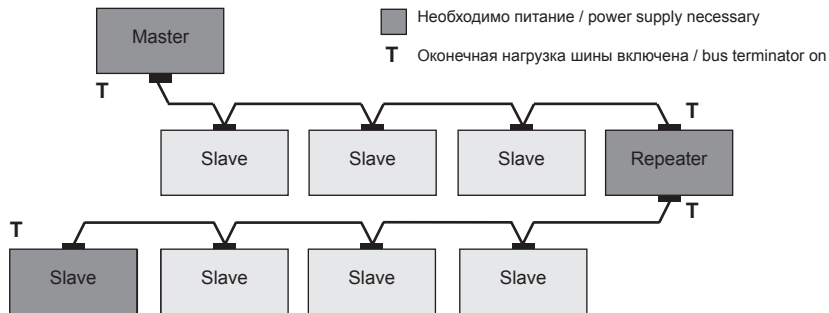 Необходимо питание / power supply necessary
Master
T Оконечная нагрузка шины включена / bus terminator on
T
T
Slave Slave Slave Repeater
T
T
Slave Slave Slave Slave